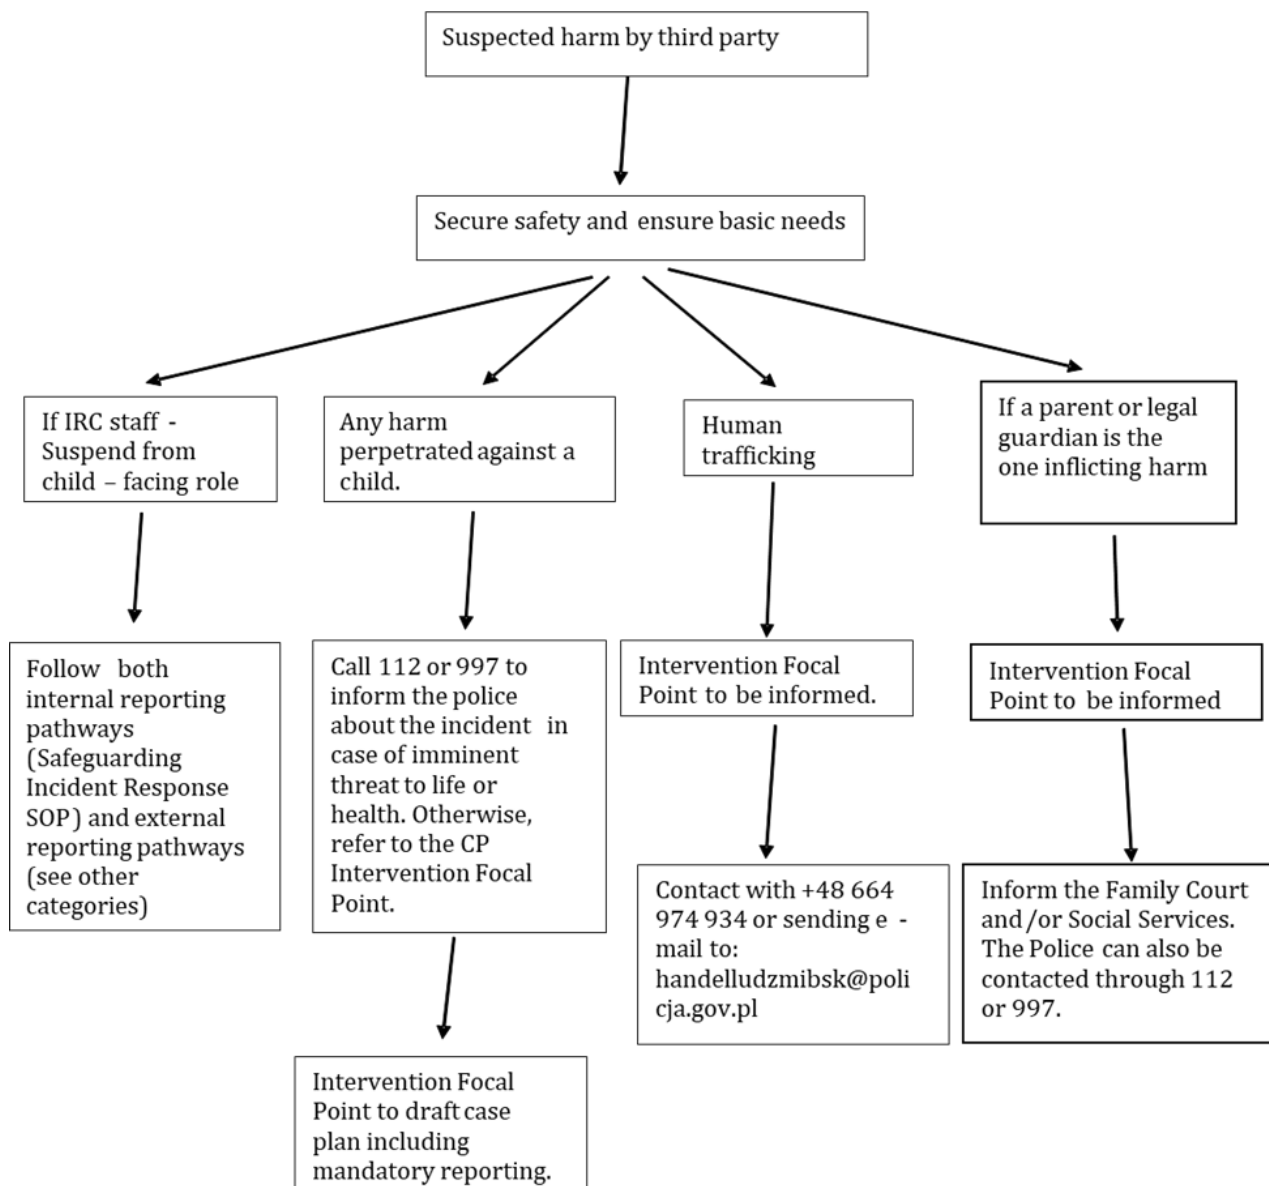 Suspected harm by third party
Secure safety and ensure basic needs
If IRC staff -
Suspend from
child – facing role
Any harm
perpetrated against a
child.
Human
trafficking
If a parent or legal
guardian is the
one inflicting harm
Follow both
internal reporting
pathways
(Safeguarding
Incident Response
SOP) and external
reporting pathways
(see other
categories)
Call 112 or 997 to
inform the police
about the incident in
case of imminent
threat to life or
health. Otherwise,
refer to the CP
Intervention Focal
Point.
Intervention Focal
Point to be informed.
Intervention Focal
Point to be informed
Contact with +48 664
974 934 or sending e -
mail to:
handelludzmibsk@poli
cja.gov.pl
Inform the Family Court
and /or Social Services.
The Police can also be
contacted through 112
or 997.
Intervention Focal
Point to draft case
plan including
mandatory reporting.